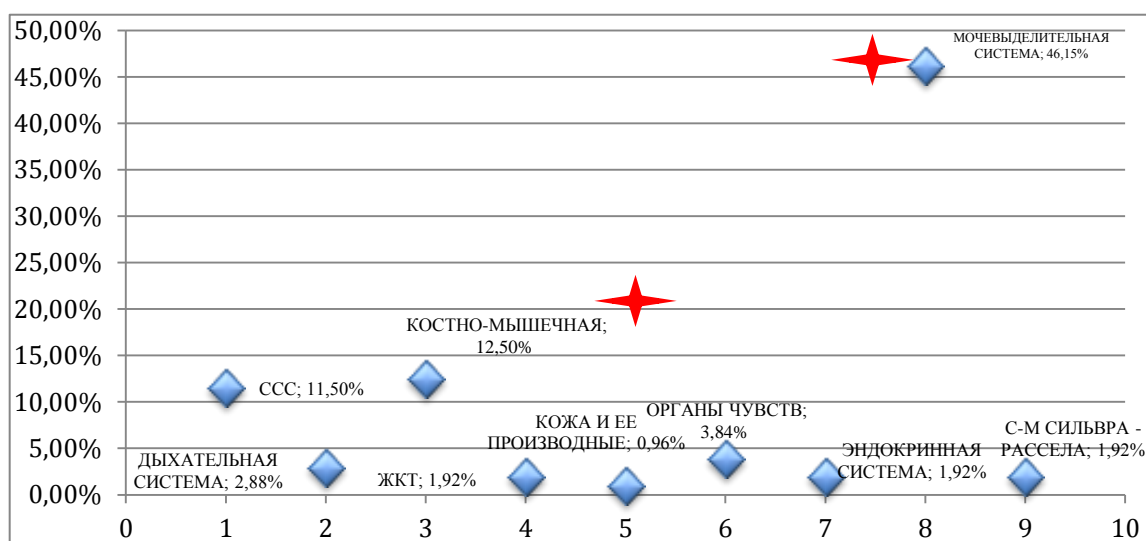 50,00%
45,00%
40,00%
35,00%
30,00%
25,00%
20,00%
15,00%
10,00%
5,00%
0,00%
МОЧЕВЫДЕЛИТЕЛЬНАЯ
СИСТЕМА; 46,15%
КОСТНО-МЫШЕЧНАЯ;
12,50%
ССС; 11,50%
ДЫХАТЕЛЬНАЯ
СИСТЕМА; 2,88%
ЖКТ; 1,92%
КОЖА И ЕЕ
ПРОИЗВОДНЫЕ; 0,96%
ОРГАНЫ ЧУВСТВ;
3,84%
ЭНДОКРИННАЯ
СИСТЕМА; 1,92%
С-М СИЛЬВРА -
РАССЕЛА; 1,92%
0 1 2 3 4 5 6 7 8 9 10